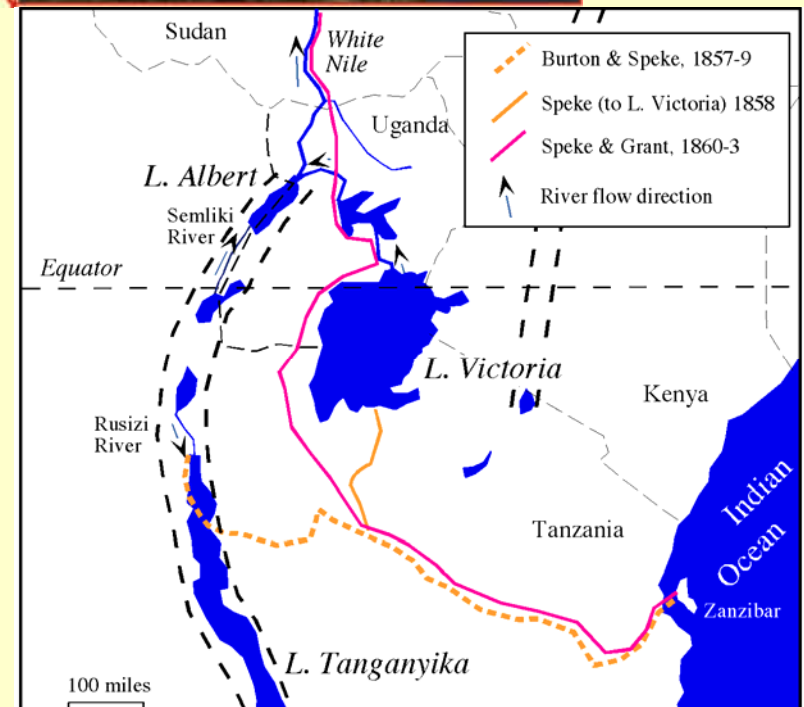 Sudan
White
Nile
Burton & Speke, 1857-9
Speke (to L. Victoria) 1858
Speke & Grant, 1860-3
River flow direction
Uganda
L. Albert
Semliki
River
Equator
L. Victoria
Kenya
Rusizi
River
Indian
Ocean
Tanzania
Zanzibar
L. Tanganyika
100 miles